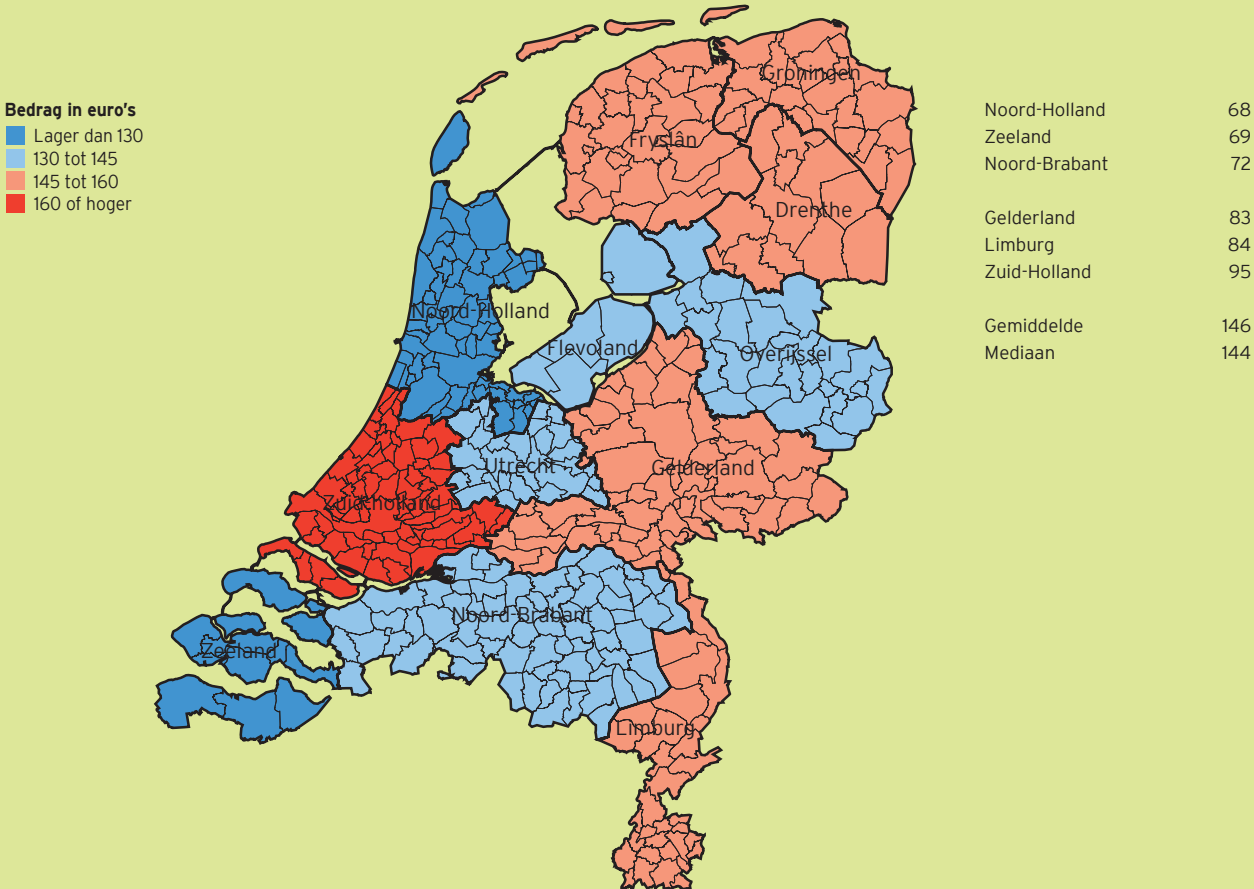 Bedrag in euro's
Lager dan 130
130 tot 145
145 tot 160
160 of hoger
Groningen
Fryslân
Drenthe
Noord-Holland
Flevoland
Overijssel
Utrecht
Gelderland
Zuid-holland
Noord-Brabant
Zeeland
Limburg
Noord-Holland 68
Zeeland 69
Noord-Brabant 72
Gelderland 83
Limburg 84
Zuid-Holland 95
Gemiddelde 146
Mediaan 144